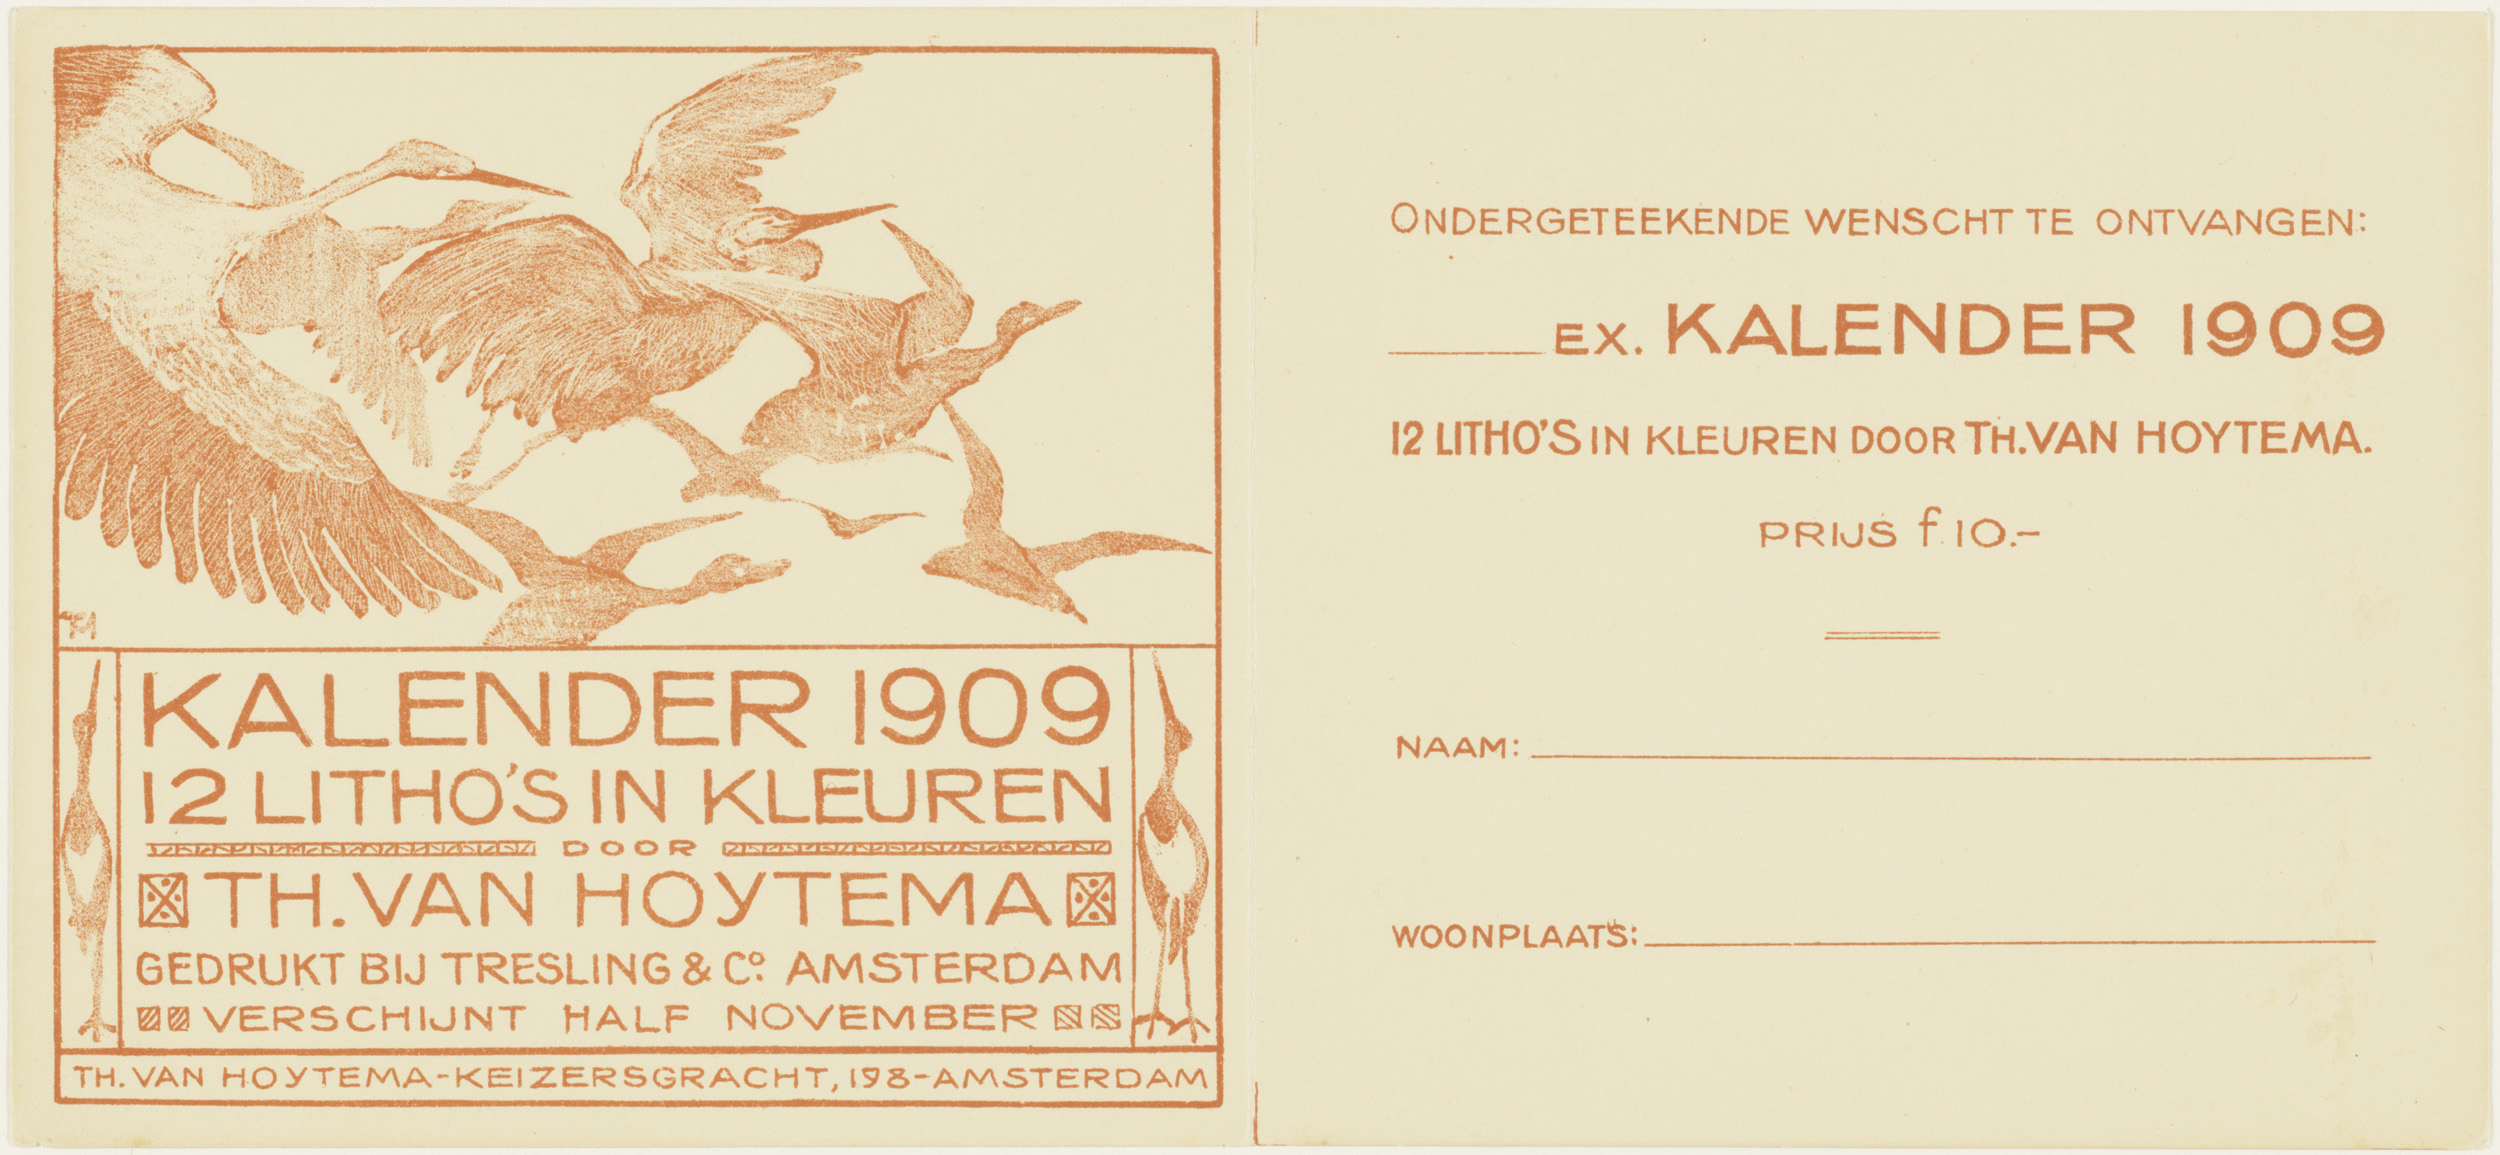 TH
KALENDER 1909
12 LITHO'S IN KLEUREN
DOOR
TH. VAN HOYTEMA
GEDRUKT BIJ TRESLING & Cº. AMSTERDAM
VERSCHIJNT HALF NOVEMBER
TH. VAN HOYTEMA-KEIZERSGRACHT, 198-AMSTERDAM
ONDERGETEEKENDE WENSCHT TE ONTVANGEN:
EX. KALENDER 1909
12 LITHO'S IN KLEUREN DOOR TH. VAN HOYTEMA.
PRIJS f 10.-
NAAM:
WOONPLAATS: